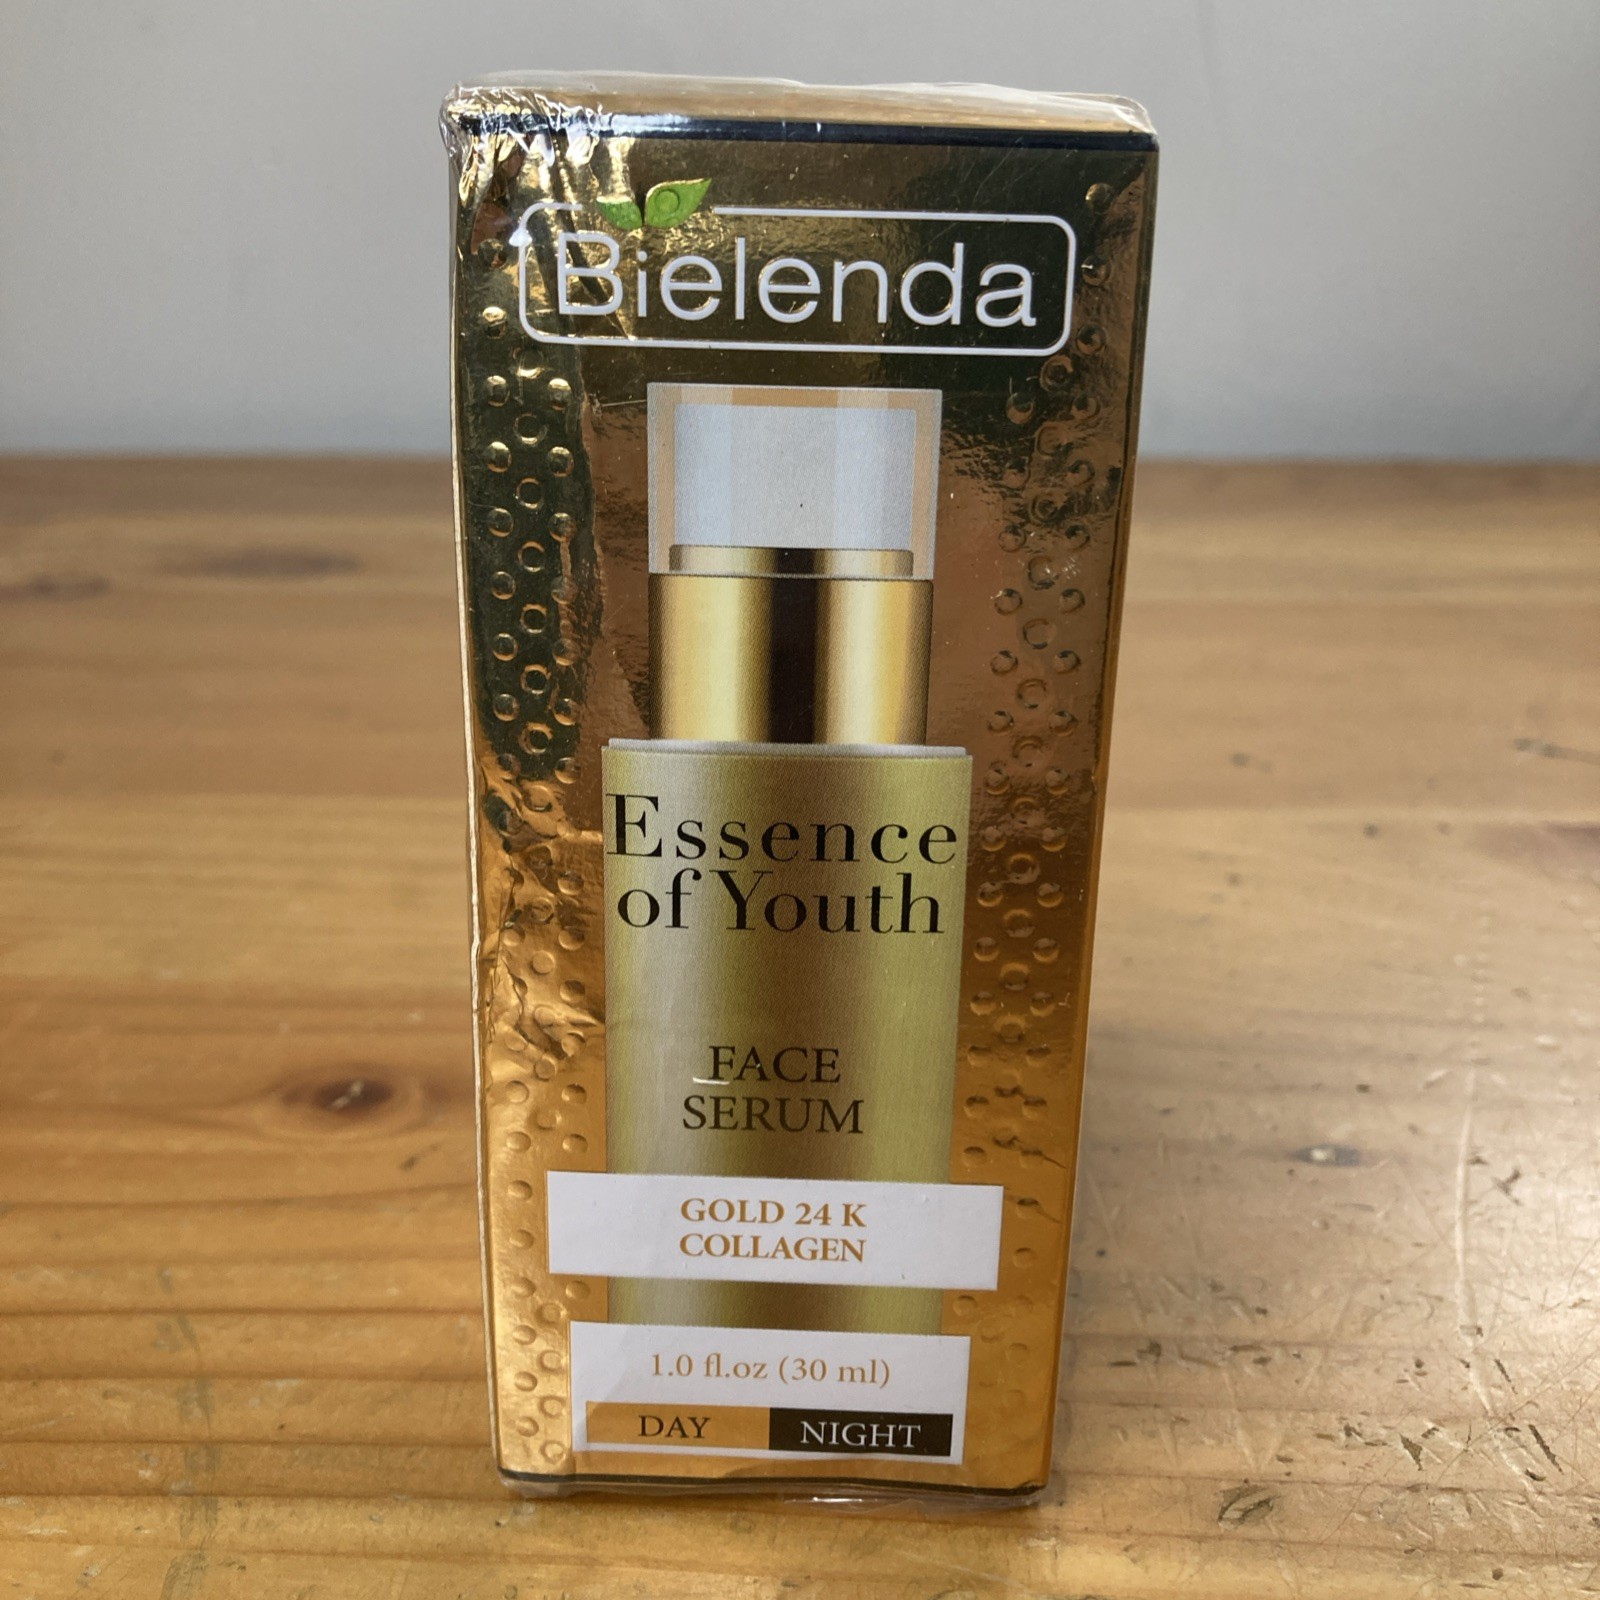 Bielenda
Essence
of Youth
FACE
SERUM
GOLD 24 K
COLLAGEN
1.0 fl.oz (30 ml)
DAY NIGHT